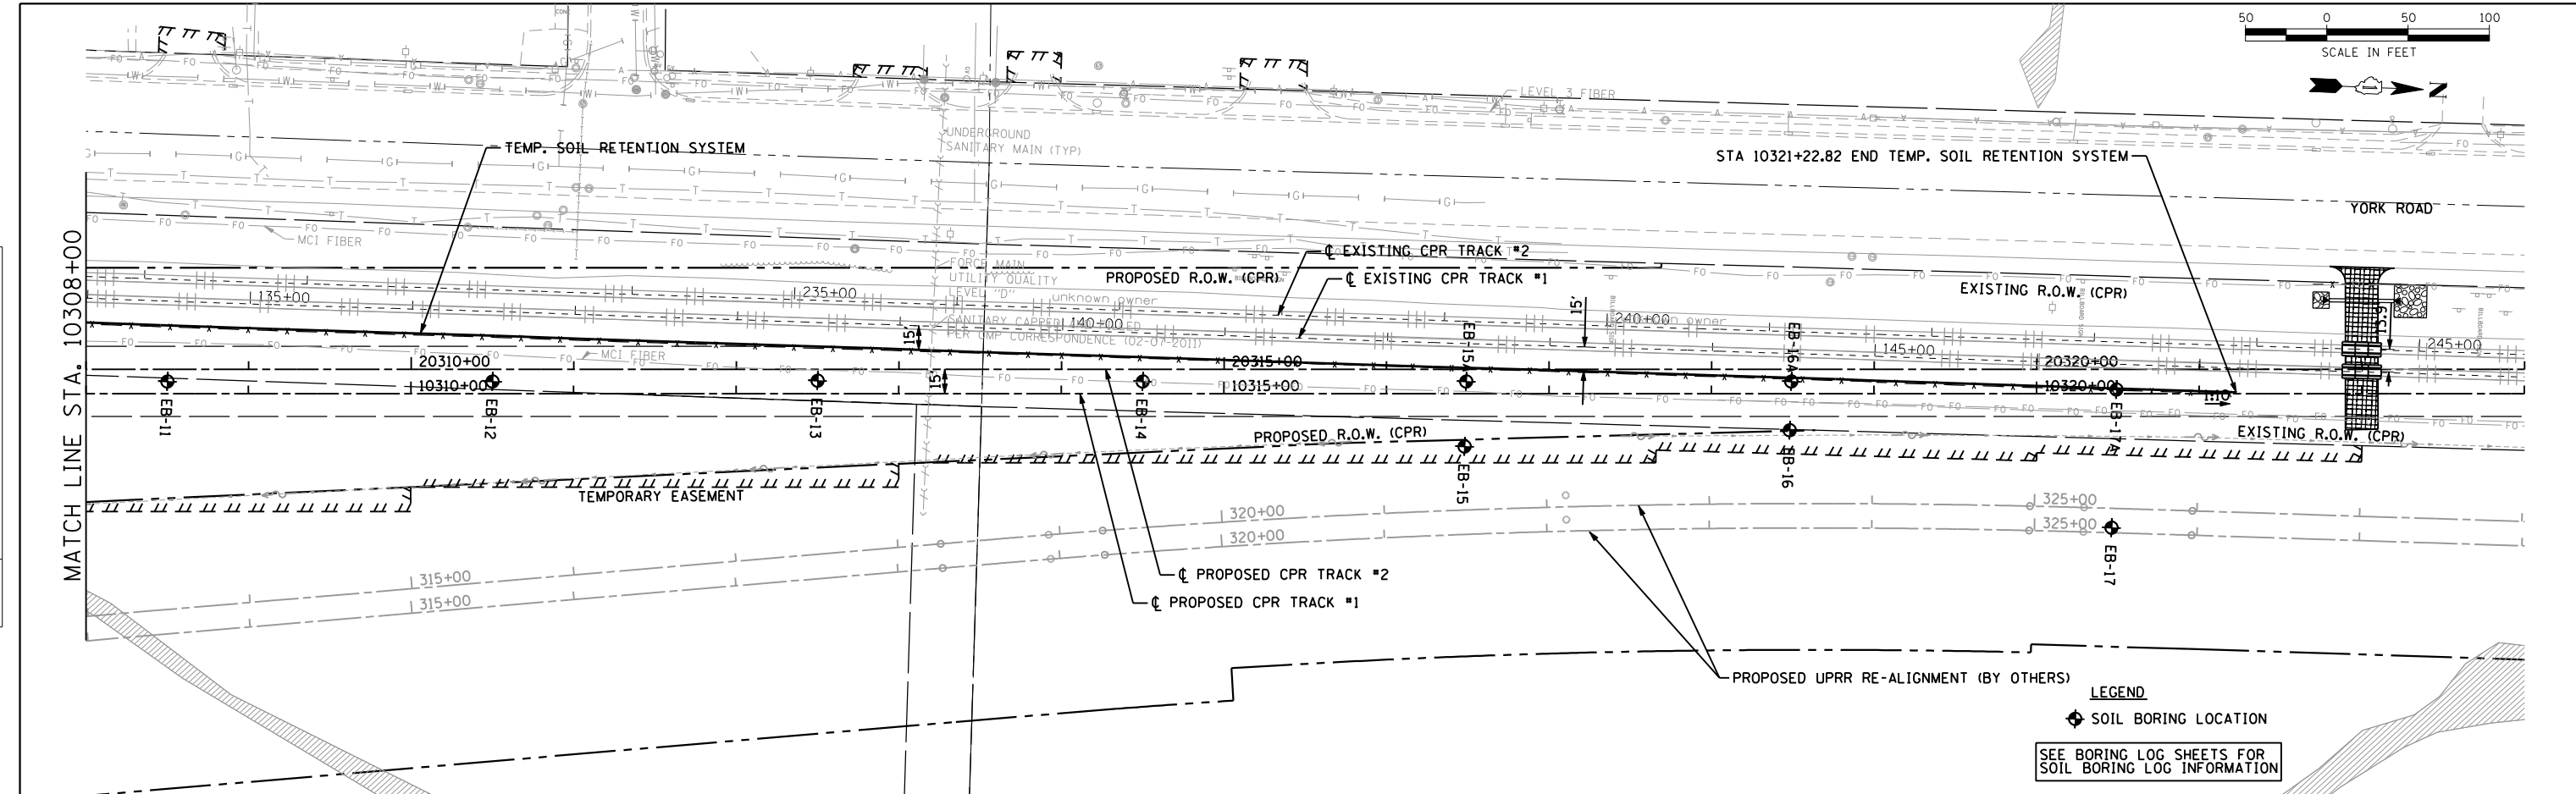 50 0 50 100
SCALE IN FEET
N
CONC
LEVEL 3 FIBER
UNDERGROUND
SANITARY MAIN (TYP)
TEMP. SOIL RETENTION SYSTEM
STA 10321+22.82 END TEMP. SOIL RETENTION SYSTEM
YORK ROAD
MCI FIBER
℄ EXISTING CPR TRACK #2
℄ EXISTING CPR TRACK #1
PROPOSED R.O.W. (CPR)
EXISTING R.O.W. (CPR)
FORCE MAIN
UTILITY QUALITY
LEVEL "D"
unknown owner
135+00
235+00
140+00
240+00
145+00
245+00
BILLBOARD SIGN
MATCH LINE STA. 10308+00
MCI FIBER
PER GMP CORRESPONDENCE (02-07-2011)
15'
15'
15'
20310+00
20315+00
20320+00
10310+00
10315+00
10320+00
1:10
EB-11
EB-12
EB-13
EB-14
EB-15A
EB-16A
EB-17A
EB-15
EB-16
EB-17
PROPOSED R.O.W. (CPR)
EXISTING R.O.W. (CPR)
TEMPORARY EASEMENT
315+00
315+00
320+00
320+00
325+00
325+00
℄ PROPOSED CPR TRACK #2
℄ PROPOSED CPR TRACK #1
PROPOSED UPRR RE-ALIGNMENT (BY OTHERS)
LEGEND
SOIL BORING LOCATION
SEE BORING LOG SHEETS FOR
SOIL BORING LOG INFORMATION